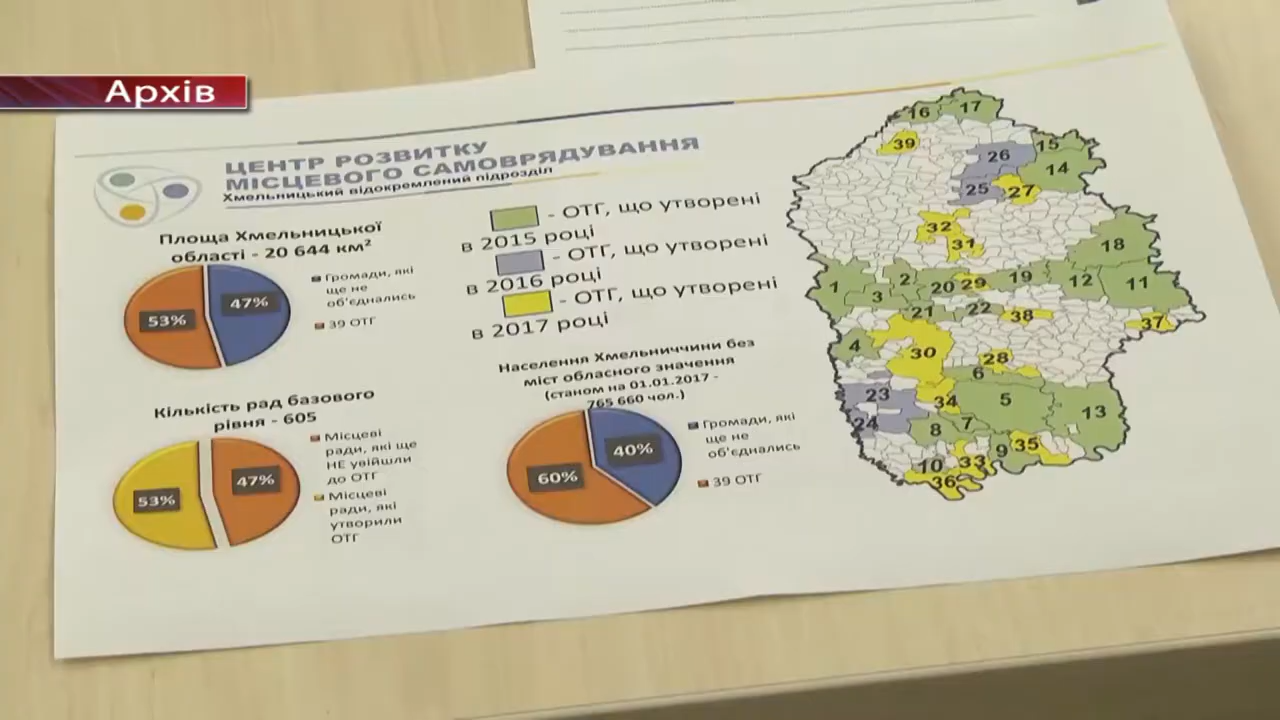 Архів
ЦЕНТР РОЗВИТКУ
МІСЦЕВОГО САМОВРЯДУВАННЯ
Хмельницький відокремлений підрозділ
Площа Хмельницької
області - 20 644 км²
53%
47%
Громади, які
ще не
об'єднались
39 ОТГ
- ОТГ, що утворені
в 2015 році
- ОТГ, що утворені
в 2016 році
- ОТГ, що утворені
в 2017 році
Кількість рад базового
рівня - 605
53%
47%
Місцеві
ради, які ще
НЕ увійшли
до ОТГ
Місцеві
ради, які
утворили
ОТГ
Населення Хмельниччини без
міст обласного значення
(станом на 01.01.2017 -
765 660 чол.)
60%
40%
Громади, які
ще не
об'єднались
39 ОТГ
16 17
39
26 15
14
25 27
32
31 18
1 2 3 20 29 19 12 11
21 22 38 37
4 30 28
6
23 34 5 13
24 8 7
10 33 9 35
36